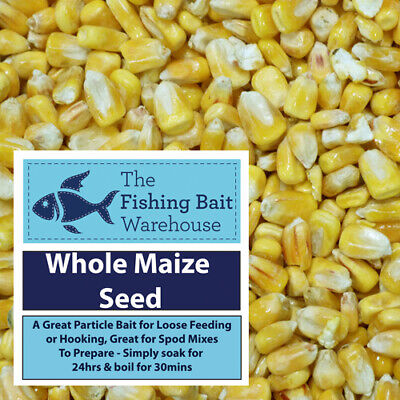 The
Fishing Bait
Warehouse
Whole Maize
Seed
A Great Particle Bait for Loose Feeding
or Hooking, Great for Spod Mixes
To Prepare - Simply soak for
24hrs & boil for 30mins